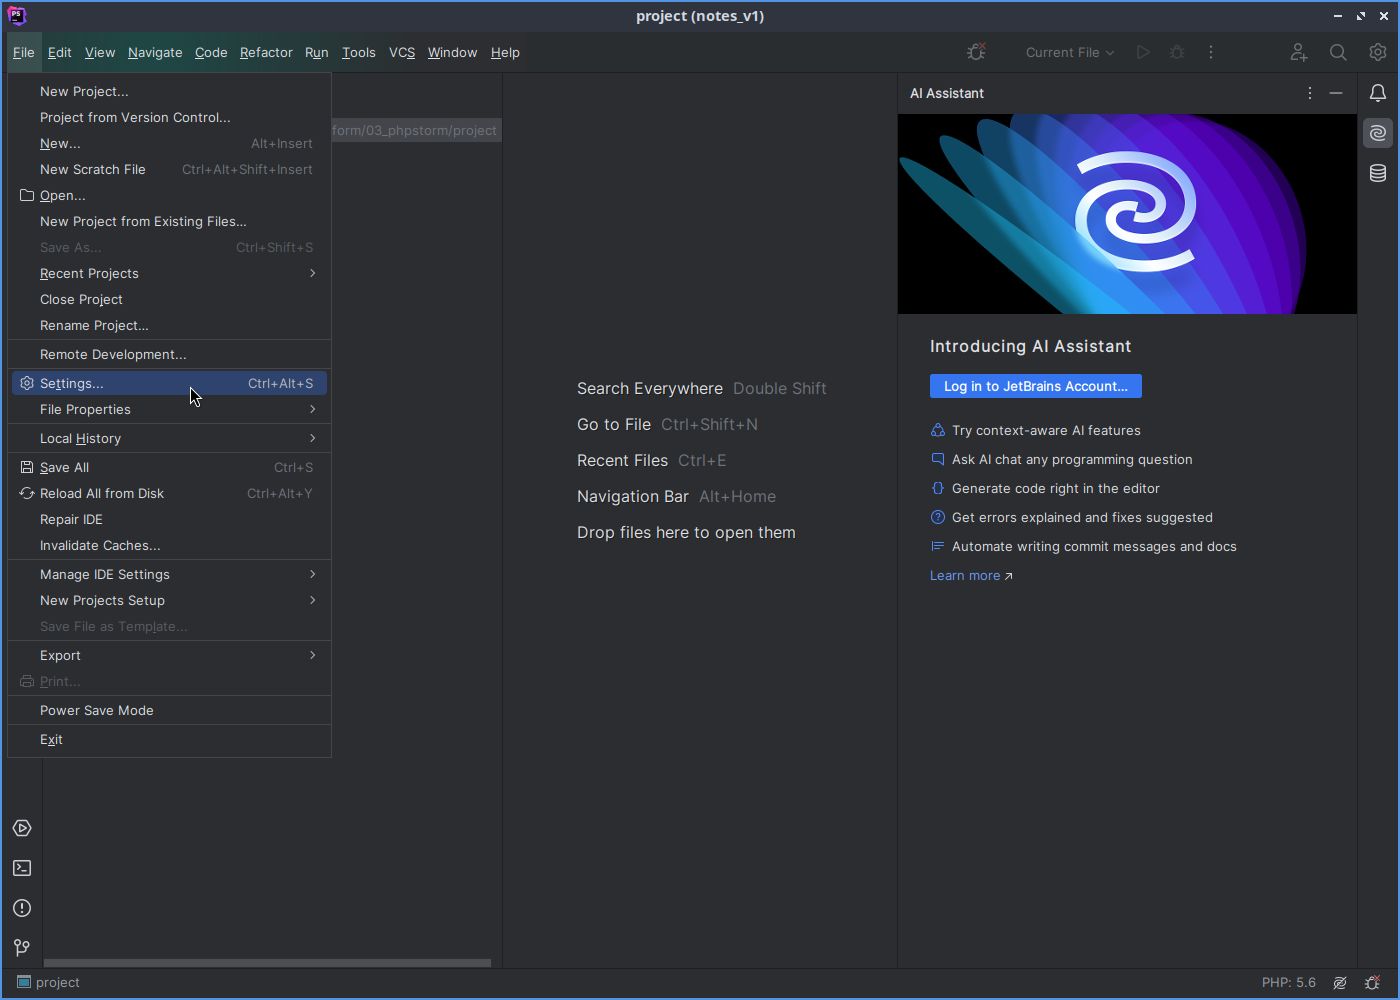 project (notes_v1)
File Edit View Navigate Code Refactor Run Tools VCS Window Help
Current File
New Project...
Project from Version Control...
New... Alt+Insert
New Scratch File Ctrl+Alt+Shift+Insert
Open...
New Project from Existing Files...
Save As... Ctrl+Shift+S
Recent Projects
Close Project
Rename Project...
Remote Development...
Settings... Ctrl+Alt+S
File Properties
Local History
Save All Ctrl+S
Reload All from Disk Ctrl+Alt+Y
Repair IDE
Invalidate Caches...
Manage IDE Settings
New Projects Setup
Save File as Template...
Export
Print...
Power Save Mode
Exit
form/03_phpstorm/project
Search Everywhere Double Shift
Go to File Ctrl+Shift+N
Recent Files Ctrl+E
Navigation Bar Alt+Home
Drop files here to open them
AI Assistant
Introducing AI Assistant
Log in to JetBrains Account...
Try context-aware AI features
Ask AI chat any programming question
Generate code right in the editor
Get errors explained and fixes suggested
Automate writing commit messages and docs
Learn more
project
PHP: 5.6